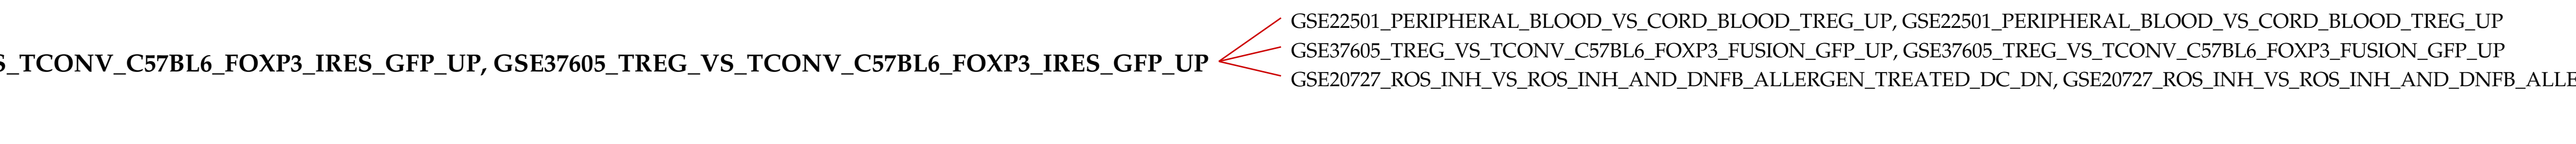 S_TCONV_C57BL6_FOXP3_IRES_GFP_UP, GSE37605_TREG_VS_TCONV_C57BL6_FOXP3_IRES_GFP_UP
GSE22501_PERIPHERAL_BLOOD_VS_CORD_BLOOD_TREG_UP, GSE22501_PERIPHERAL_BLOOD_VS_CORD_BLOOD_TREG_UP
GSE37605_TREG_VS_TCONV_C57BL6_FOXP3_FUSION_GFP_UP, GSE37605_TREG_VS_TCONV_C57BL6_FOXP3_FUSION_GFP_UP
GSE20727_ROS_INH_VS_ROS_INH_AND_DNFB_ALLERGEN_TREATED_DC_DN, GSE20727_ROS_INH_VS_ROS_INH_AND_DNFB_ALLE